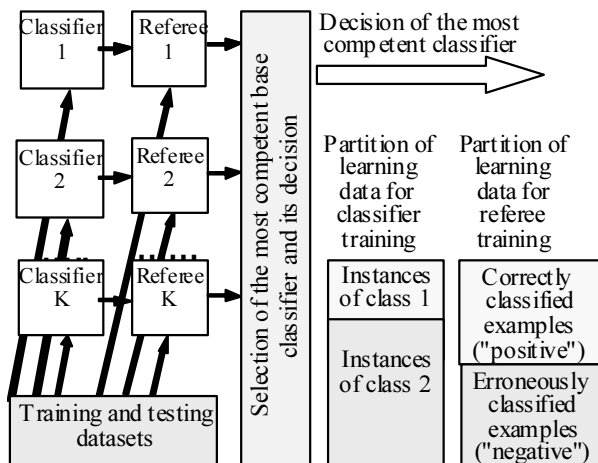 Classifier
1
Referee
1
Classifier
2
Referee
2
Classifier
K
Referee
K
Training and testing
datasets
Selection of the most competent base
classifier and its decision
Decision of the most
competent classifier
Partition of
learning
data for
classifier
training
Instances
of class 1
Instances
of class 2
Partition of
learning
data for
referee
training
Correctly
classified
examples
("positive")
Erroneously
classified
examples
("negative")